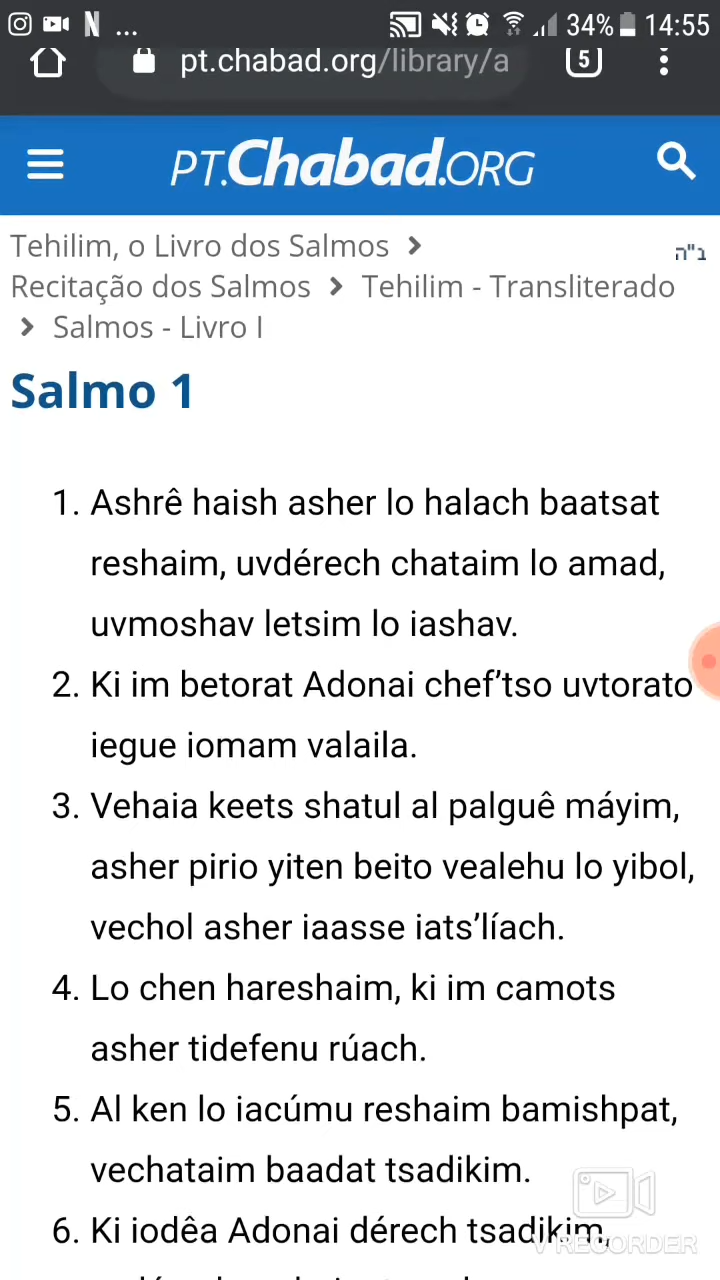 N ... 34% 14:55
pt.chabad.org/library/a 5
PT.Chabad.ORG
Tehilim, o Livro dos Salmos >
ב"ה
Recitação dos Salmos > Tehilim - Transliterado
> Salmos - Livro I
Salmo 1
1. Ashrê haish asher lo halach baatsat
reshaim, uvdérech chataim lo amad,
uvmoshav letsim lo iashav.
2. Ki im betorat Adonai chef’tso uvtorato
iegue iomam valaila.
3. Vehaia keets shatul al palguê máyim,
asher pirio yiten beito vealehu lo yibol,
vechol asher iaasse iats’líach.
4. Lo chen hareshaim, ki im camots
asher tidefenu rúach.
5. Al ken lo iacúmu reshaim bamishpat,
vechataim baadat tsadikim.
6. Ki iodêa Adonai dérech tsadikim,
V RECORDER